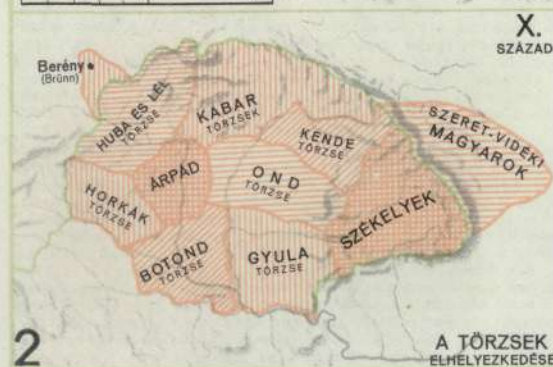 X.
SZÁZAD
Berény
(Brünn)
HUBA ÉS LÉL
TÖRZSE
KABAR
TÖRZSEK
KENDE
TÖRZSE
SZERET-VIDÉKI
MAGYAROK
HORKÁK
TÖRZSE
ÁRPÁD
OND
TÖRZSE
SZÉKELYEK
BOTOND
TÖRZSE
GYULA
TÖRZSE
2
A TÖRZSEK
ELHELYEZKEDÉSE